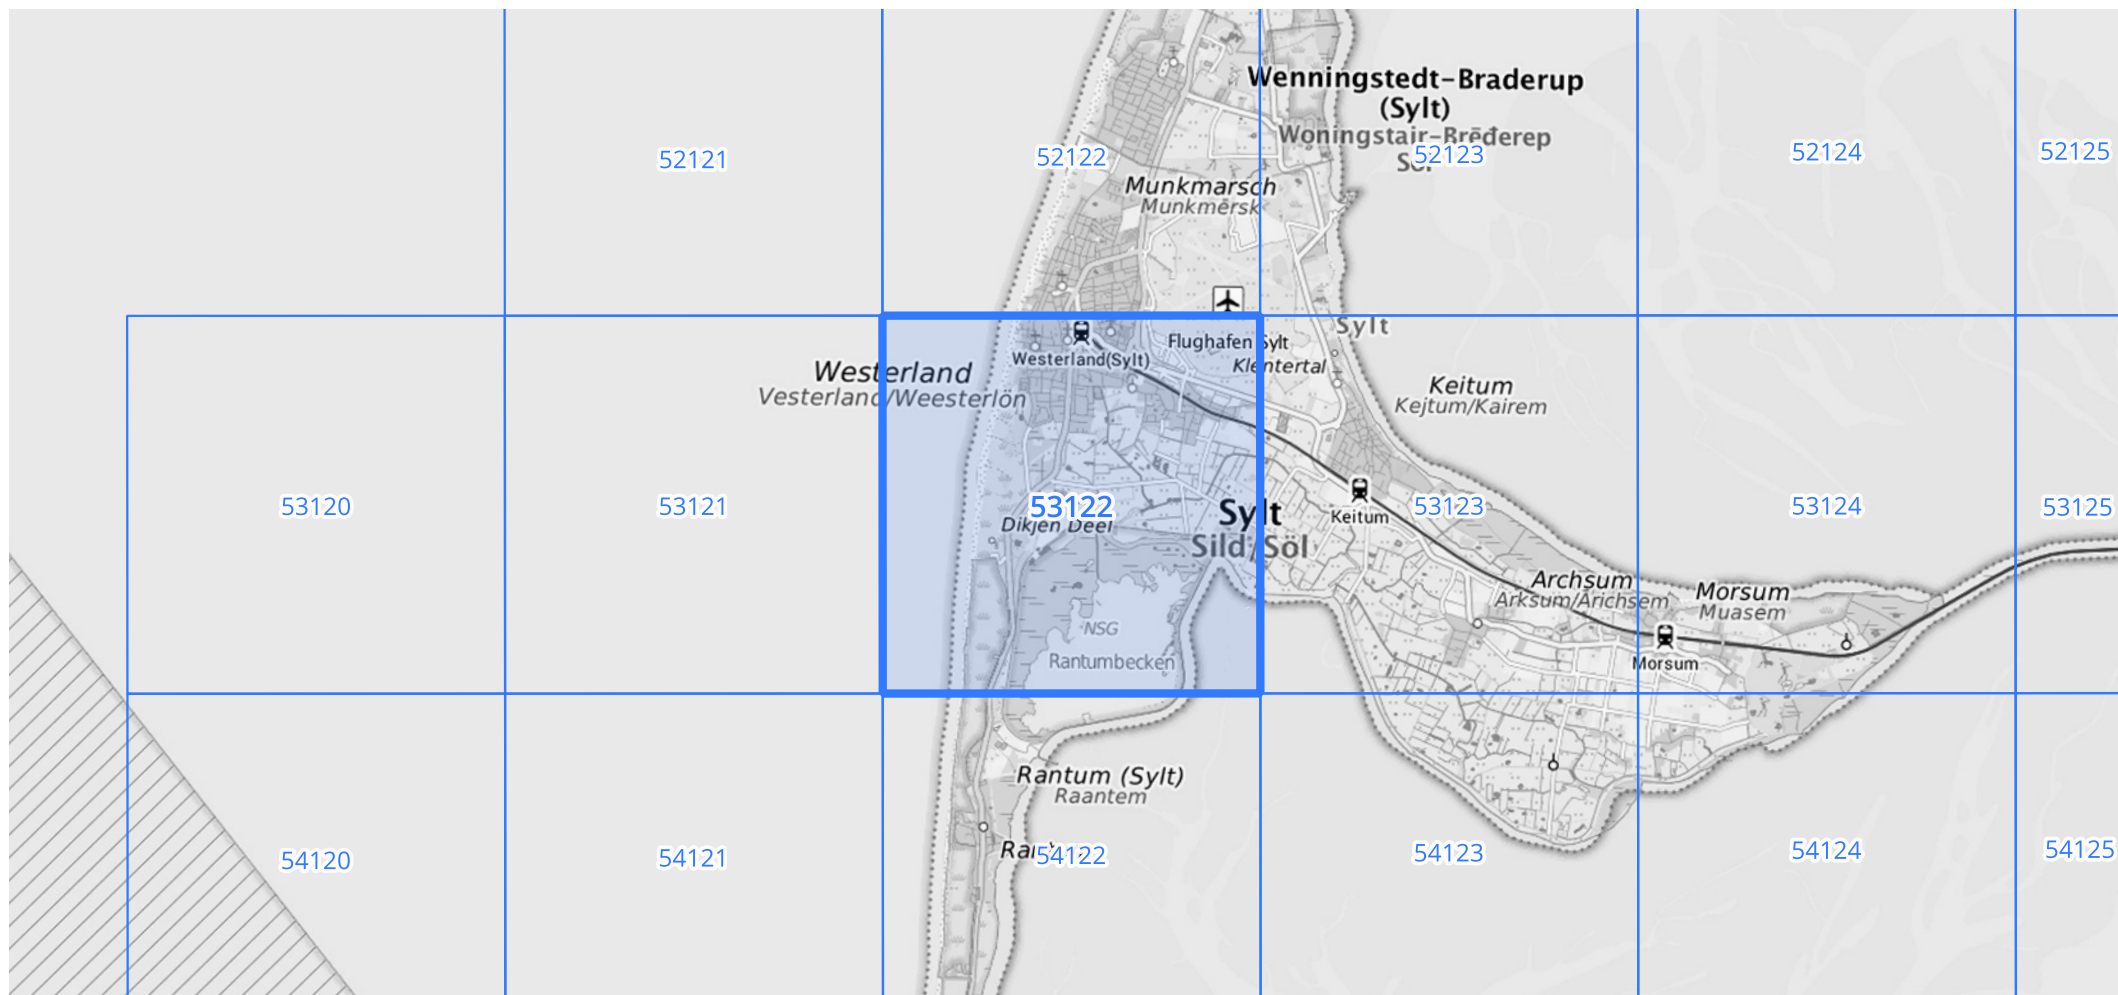 Wenningstedt–Braderup
(Sylt)
Woningstair–Brēđerep
52121
52122
52123
52124
52125
Munkmarsch
Munkmērsk
Sylt
Flughafen Sylt
Westerland(Sylt)
Klentertal
Westerland
Vesterland/Weesterlön
Keitum
Kejtum/Kairem
53120
53121
53122
53123
53124
53125
Sylt
Sild/Söl
Keitum
Dikjen Deel
Archsum
Arksum/Ärichsem
Morsum
Muasem
NSG
Rantumbecken
Morsum
Rantum (Sylt)
Raantem
54120
54121
54122
54123
54124
54125